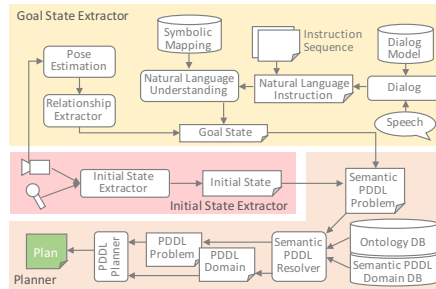 Goal State Extractor
Symbolic
Mapping
Instruction
Sequence
Dialog
Model
Pose
Estimation
Natural Language
Understanding
Natural Language
Instruction
Dialog
Relationship
Extractor
Goal State
Speech
Initial State
Extractor
Initial State
Initial State Extractor
Semantic
PDDL
Problem
Plan
Planner
PDDL
Planner
PDDL
Problem
PDDL
Domain
Semantic
PDDL
Resolver
Ontology DB
Semantic PDDL
Domain DB